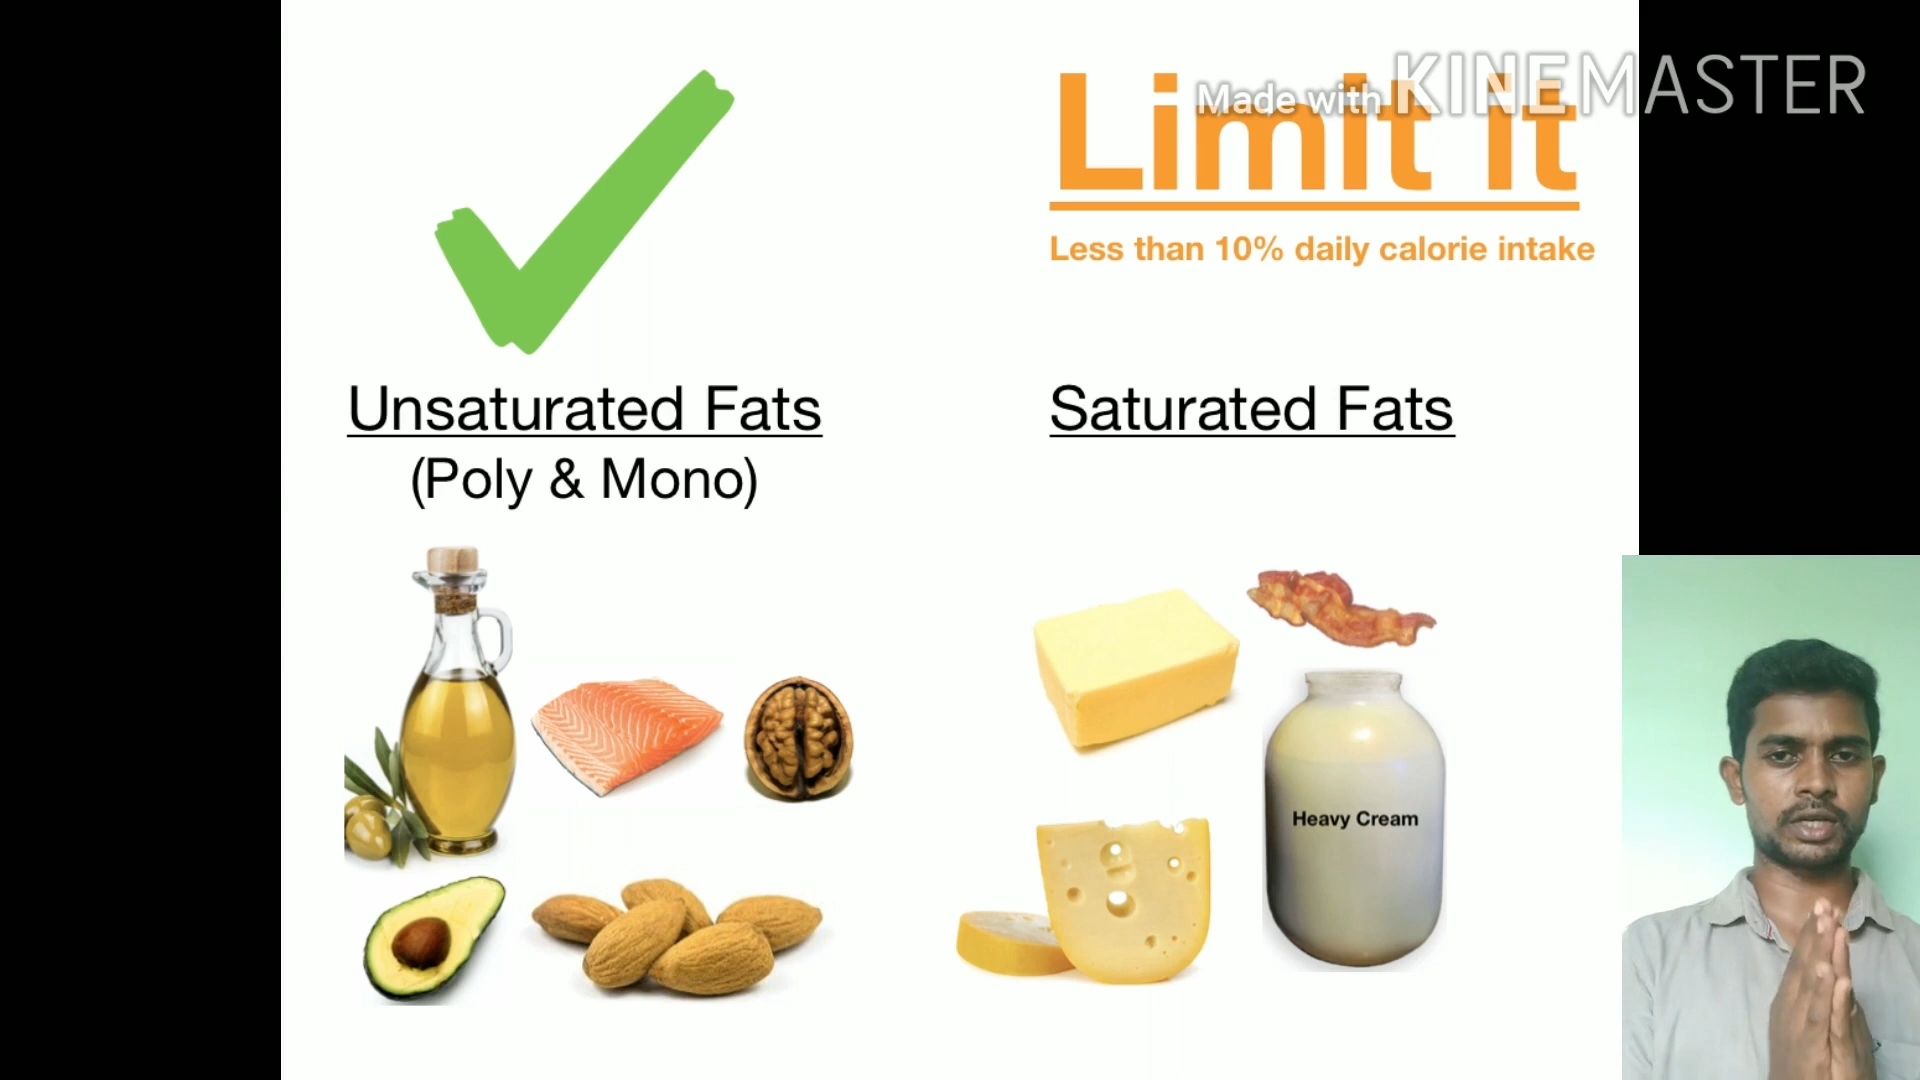 Limit it
Made with KINEMASTER
Less than 10% daily calorie intake
Unsaturated Fats
(Poly & Mono)
Saturated Fats
Heavy Cream